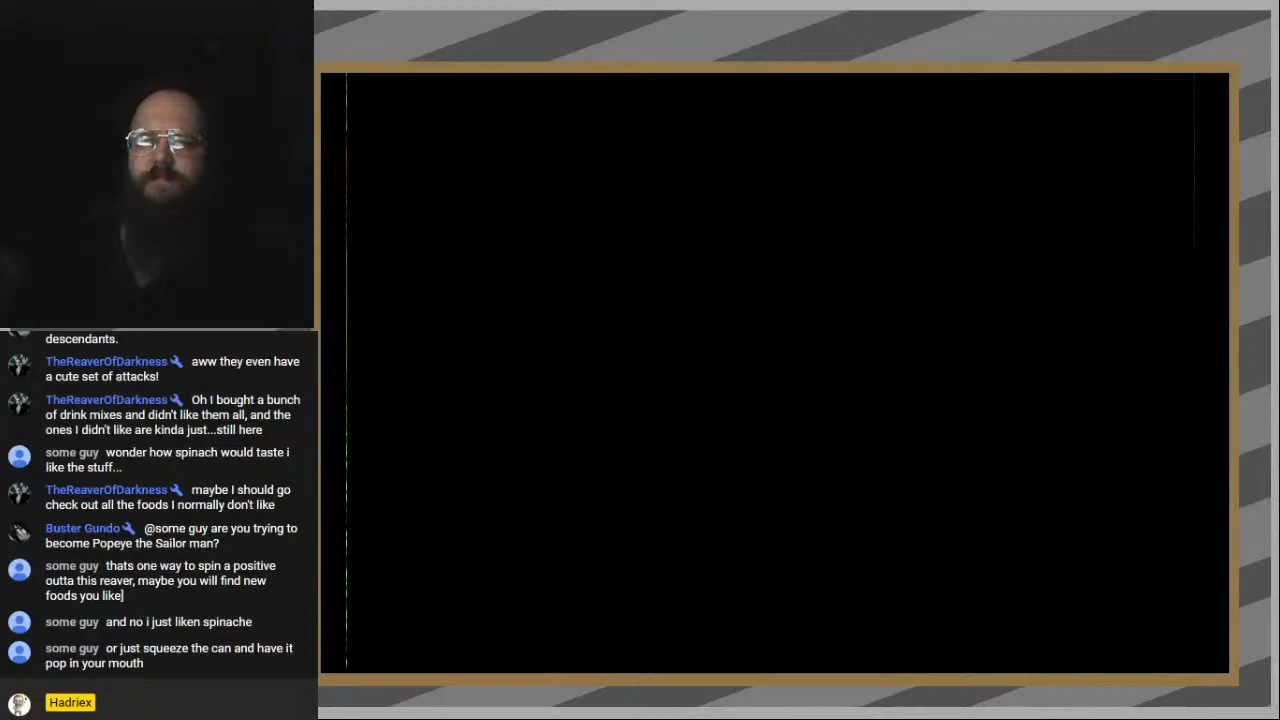 descendants.
TheReaverOfDarkness aww they even have
a cute set of attacks!
TheReaverOfDarkness Oh I bought a bunch
of drink mixes and didn't like them all, and the
ones I didn't like are kinda just...still here
some guy wonder how spinach would taste i
like the stuff...
TheReaverOfDarkness maybe I should go
check out all the foods I normally don't like
Buster Gundo @some guy are you trying to
become Popeye the Sailor man?
some guy thats one way to spin a positive
outta this reaver, maybe you will find new
foods you like]
some guy and no i just liken spinache
some guy or just squeeze the can and have it
pop in your mouth
Hadriex